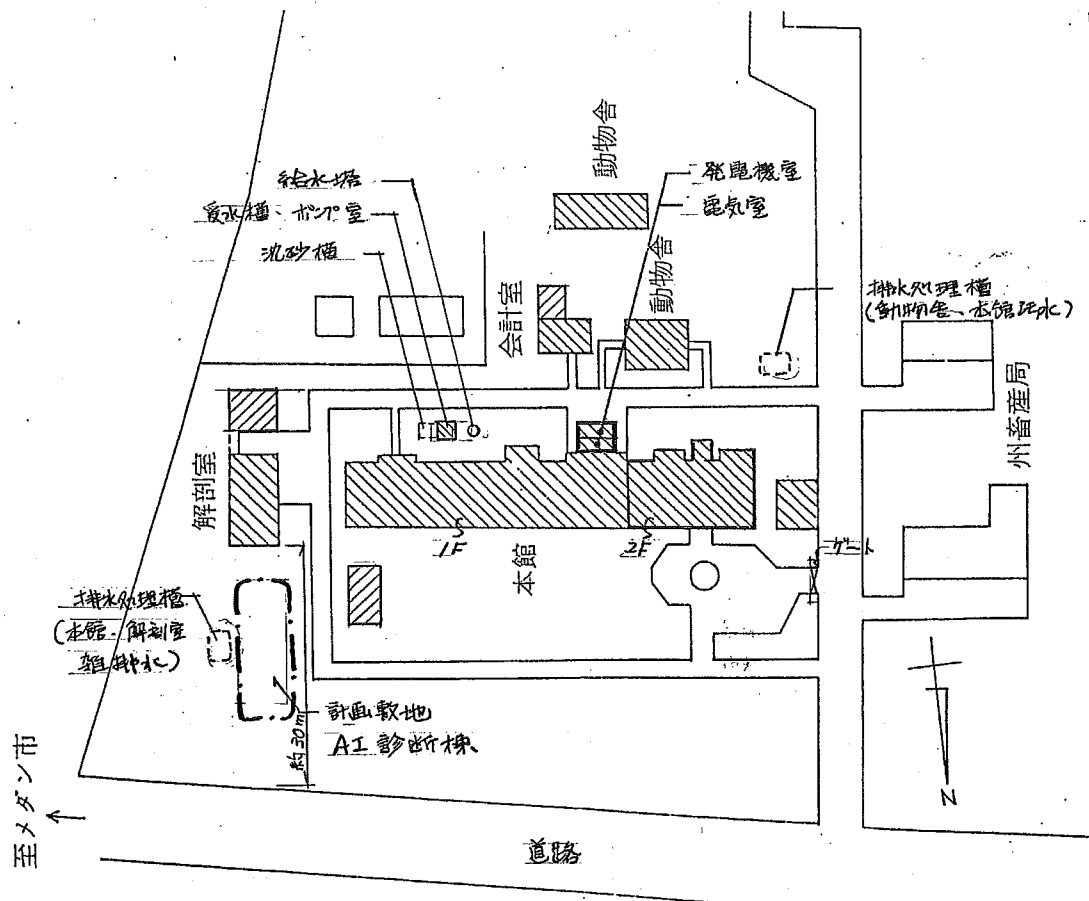 給水塔
受水槽・ポンプ室
沈砂槽
動物舎
発電機室
電気室
会計室
動物舎
排水処理槽
(動物舎、本館汚水)
州畜産局
解剖室
1F
本館
2F
ゲート
排水処理槽
(本館、解剖室
雑排水)
計画敷地
AI診断棟
約30m
至メダン市
道路
N